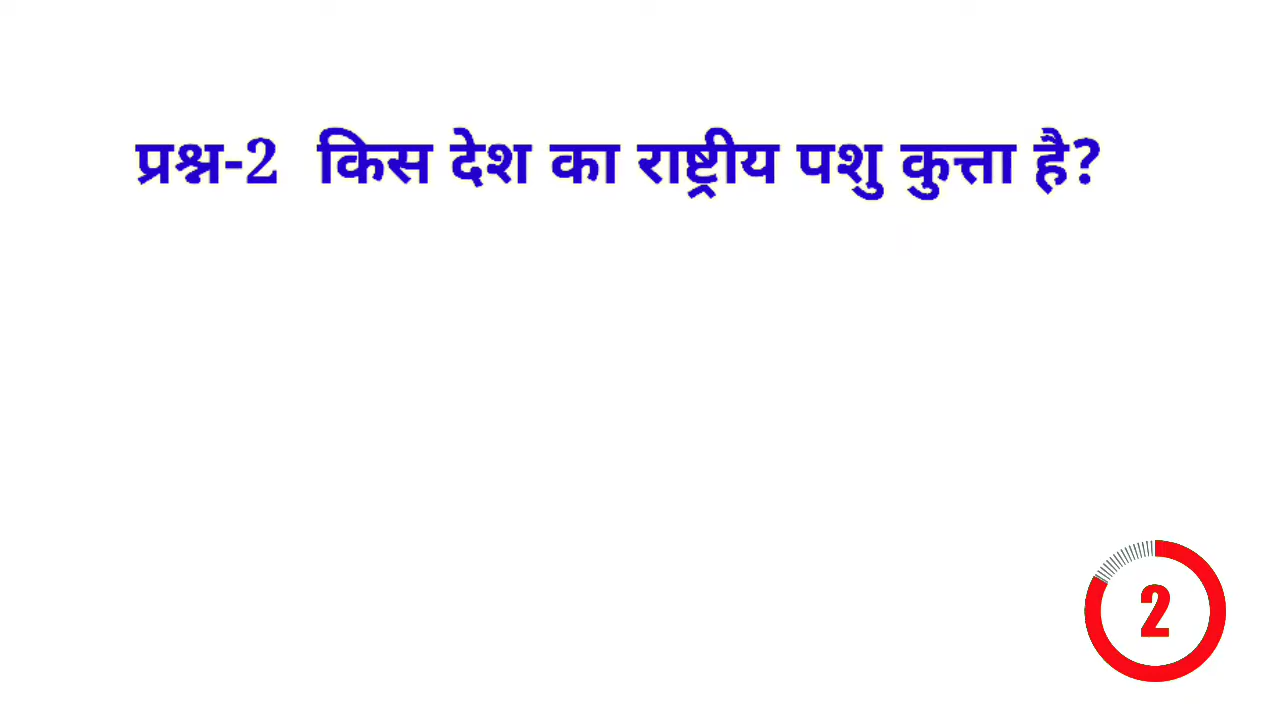 प्रश्न-2 किस देश का राष्ट्रीय पशु कुत्ता है?
2